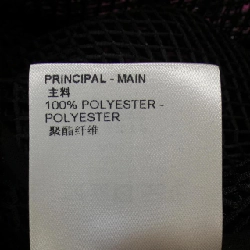 PRINCIPAL - MAIN
主料
100% POLYESTER -
POLYESTER
聚酯纤维